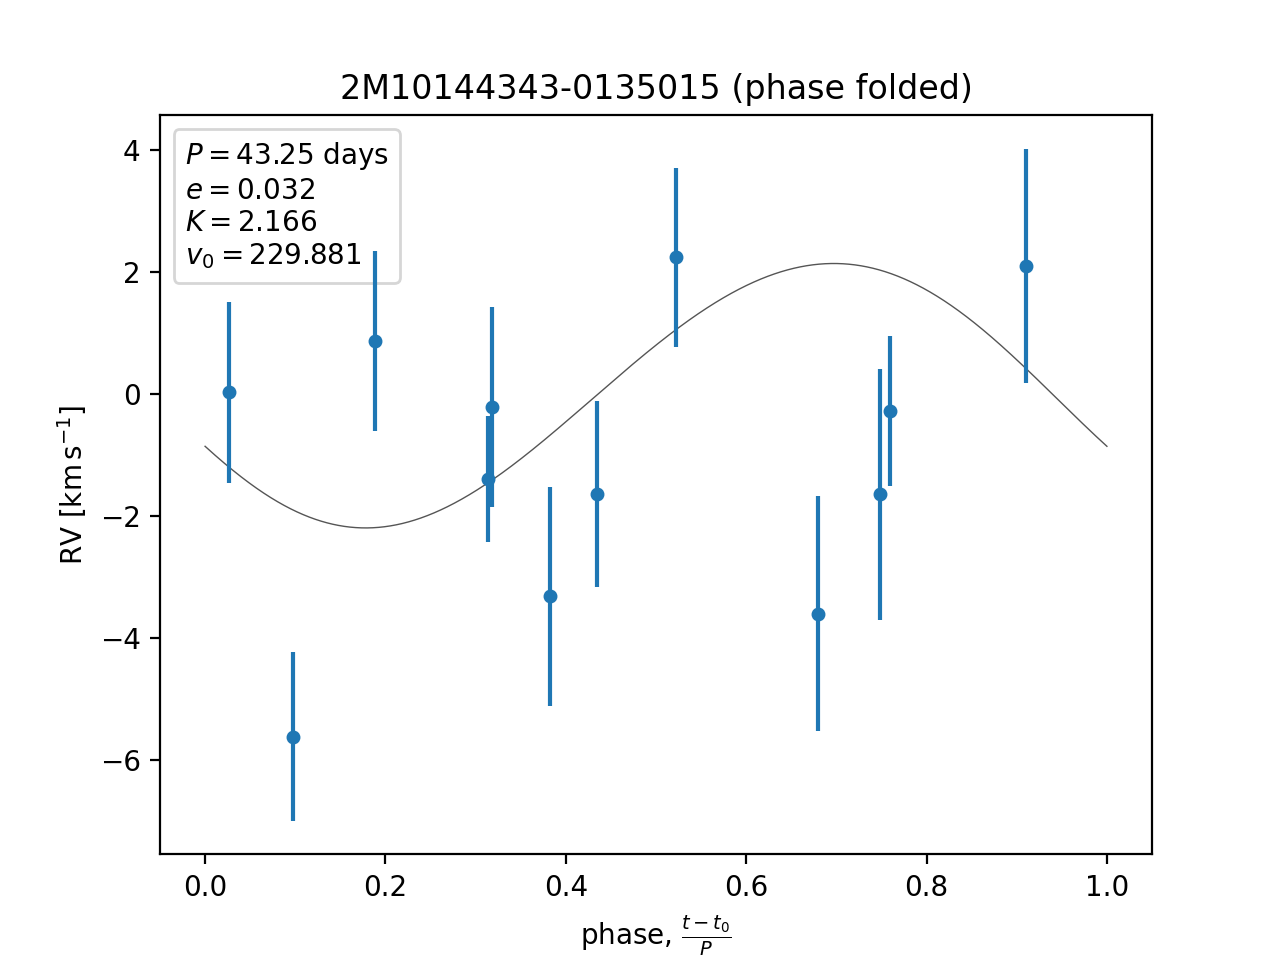 2M10144343-0135015 (phase folded)
P = 43.25 days
e = 0.032
K = 2.166
v₀ = 229.881
4
2
0
−2
−4
−6
RV [km s⁻¹]
0.0 0.2 0.4 0.6 0.8 1.0
phase, (t − t₀)/P